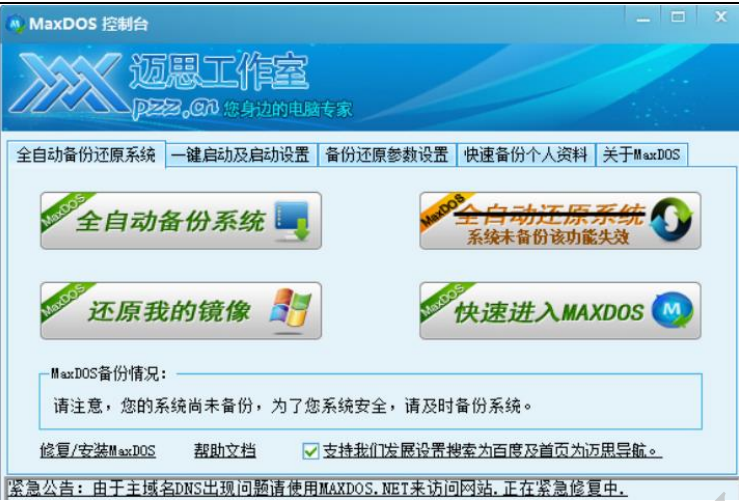 MaxDOS 控制台
迈思工作室
pzz.cn 您身边的电脑专家
全自动备份还原系统 一键启动及启动设置 备份还原参数设置 快速备份个人资料 关于MaxDOS
MaxDOS 全自动备份系统
MaxDOS 全自动还原系统
系统未备份该功能失效
MaxDOS 还原我的镜像
MaxDOS 快速进入MAXDOS
MaxDOS备份情况:
请注意,您的系统尚未备份,为了您系统安全,请及时备份系统。
修复/安装MaxDOS 帮助文档 支持我们发展设置搜索为百度及首页为迈思导航。
紧急公告: 由于主域名DNS出现问题请使用MAXDOS.NET来访问网站.正在紧急修复中.